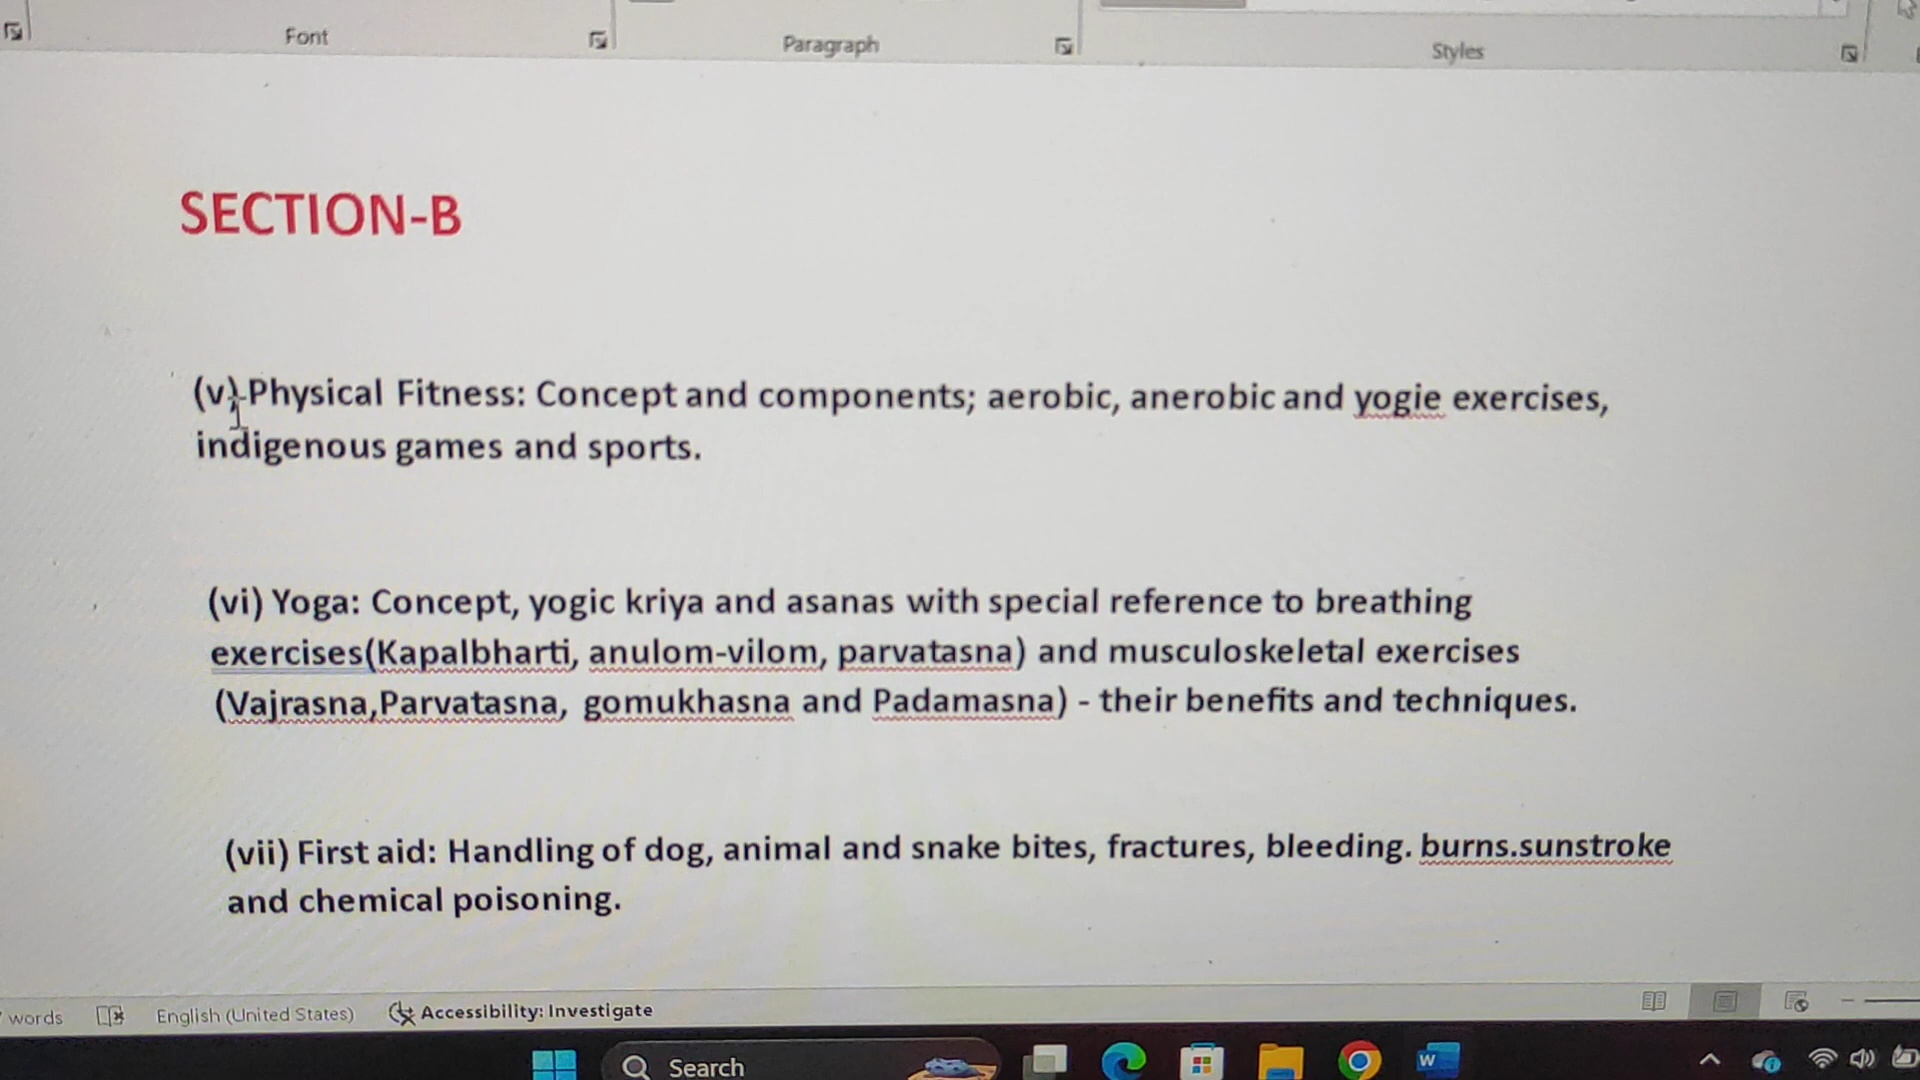 Font
Paragraph
Styles
SECTION-B
(v) Physical Fitness: Concept and components; aerobic, anerobic and yogie exercises,
indigenous games and sports.
(vi) Yoga: Concept, yogic kriya and asanas with special reference to breathing
exercises(Kapalbharti, anulom-vilom, parvatasna) and musculoskeletal exercises
(Vajrasna,Parvatasna, gomukhasna and Padamasna) - their benefits and techniques.
(vii) First aid: Handling of dog, animal and snake bites, fractures, bleeding. burns.sunstroke
and chemical poisoning.
words
English (United States)
Accessibility: Investigate
Search
W